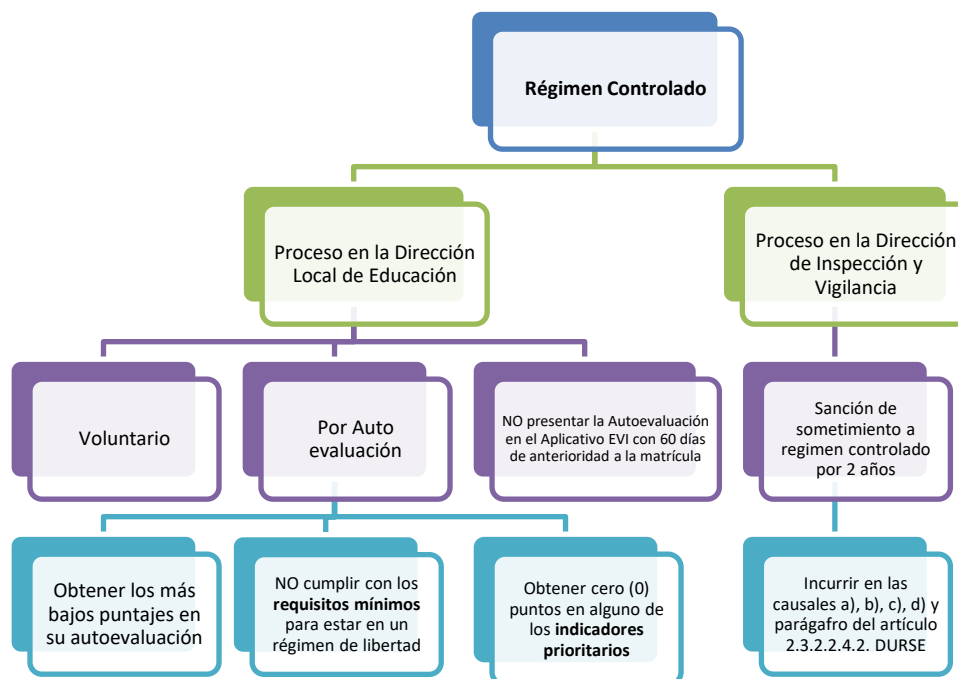 Régimen Controlado
Proceso en la Dirección
Local de Educación
Proceso en la Dirección
de Inspección y
Vigilancia
Voluntario
Por Auto
evaluación
NO presentar la Autoevaluación
en el Aplicativo EVI con 60 días
de anterioridad a la matrícula
Sanción de
sometimiento a
regimen controlado
por 2 años
Obtener los más
bajos puntajes en
su autoevaluación
NO cumplir con los
requisitos mínimos
para estar en un
régimen de libertad
Obtener cero (0)
puntos en alguno de
los indicadores
prioritarios
Incurrir en las
causales a), b), c), d) y
parágafro del artículo
2.3.2.2.4.2. DURSE